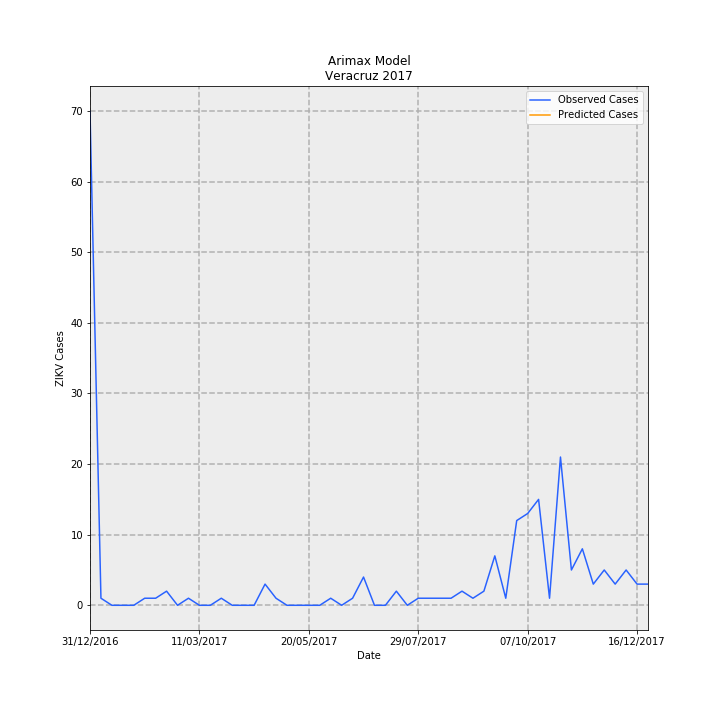 Arimax Model
Veracruz 2017
Observed Cases
Predicted Cases
70
60
50
40
30
20
10
0
ZIKV Cases
31/12/2016
11/03/2017
20/05/2017
29/07/2017
07/10/2017
16/12/2017
Date